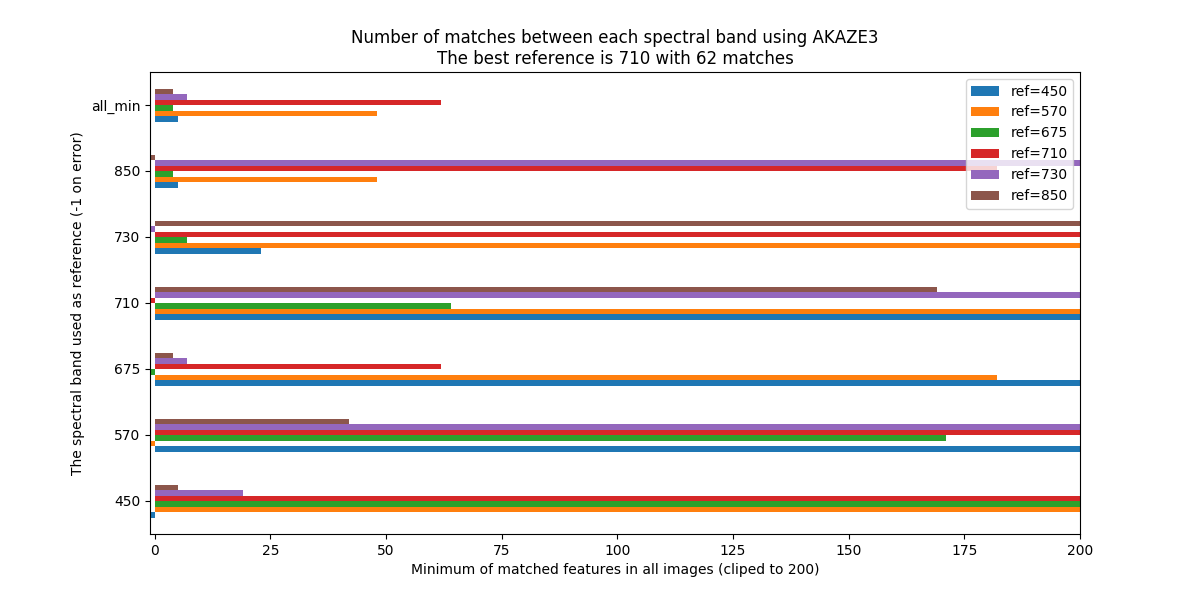 Number of matches between each spectral band using AKAZE3
The best reference is 710 with 62 matches
The spectral band used as reference (-1 on error)
all_min
850
730
710
675
570
450
ref=450
ref=570
ref=675
ref=710
ref=730
ref=850
0 25 50 75 100 125 150 175 200
Minimum of matched features in all images (cliped to 200)